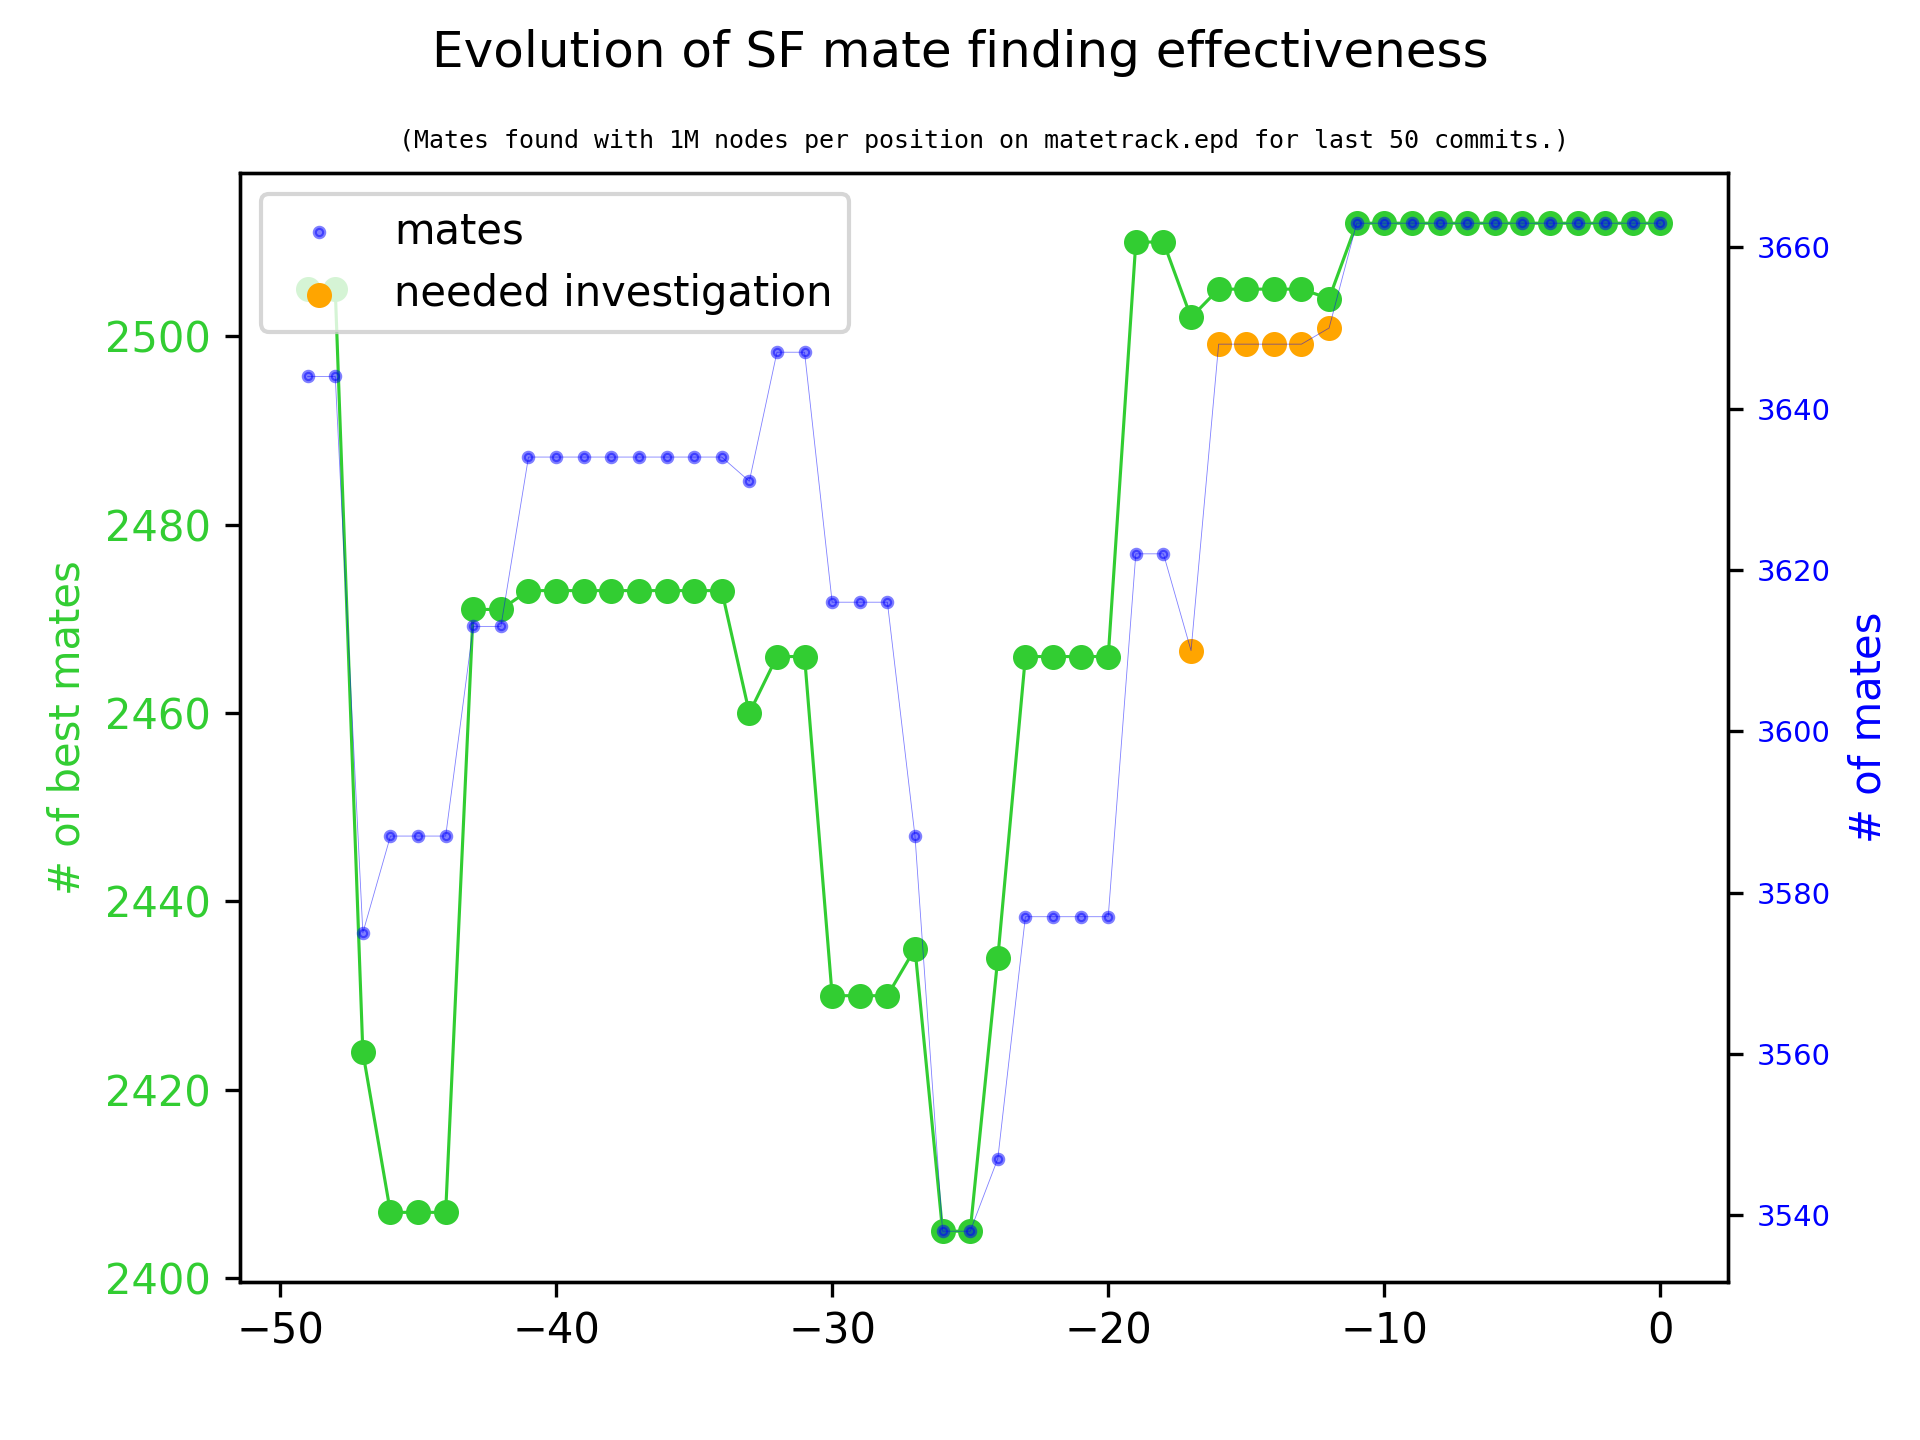 Evolution of SF mate finding effectiveness
(Mates found with 1M nodes per position on matetrack.epd for last 50 commits.)
mates
needed investigation
# of best mates
2500
2480
2460
2440
2420
2400
3660
3640
3620
3600
3580
3560
3540
# of mates
−50 −40 −30 −20 −10 0